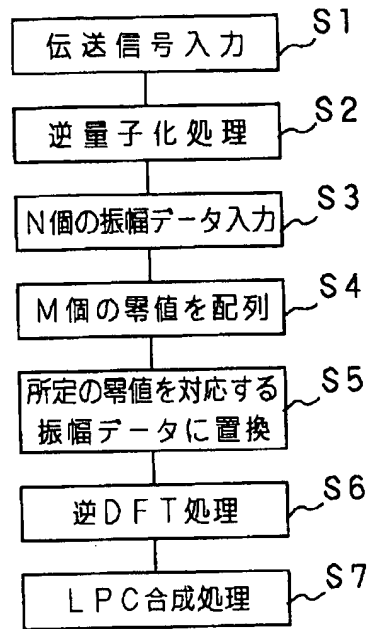 S1
伝送信号入力
S2
逆量子化処理
S3
N個の振幅データ入力
S4
M個の零値を配列
S5
所定の零値を対応する
振幅データに置換
S6
逆DFT処理
S7
LPC合成処理